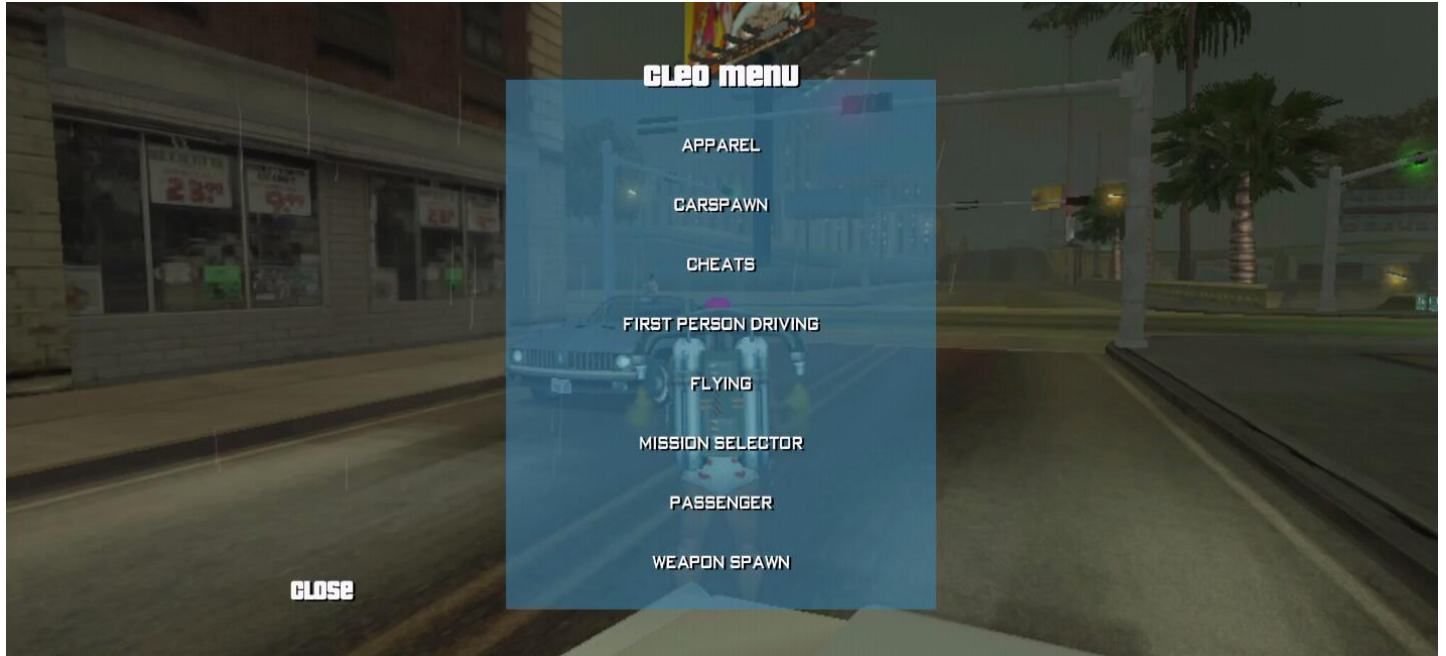 CLEO MENU
APPAREL
CARSPAWN
CHEATS
FIRST PERSON DRIVING
FLYING
MISSION SELECTOR
PASSENGER
WEAPON SPAWN
CLOSE